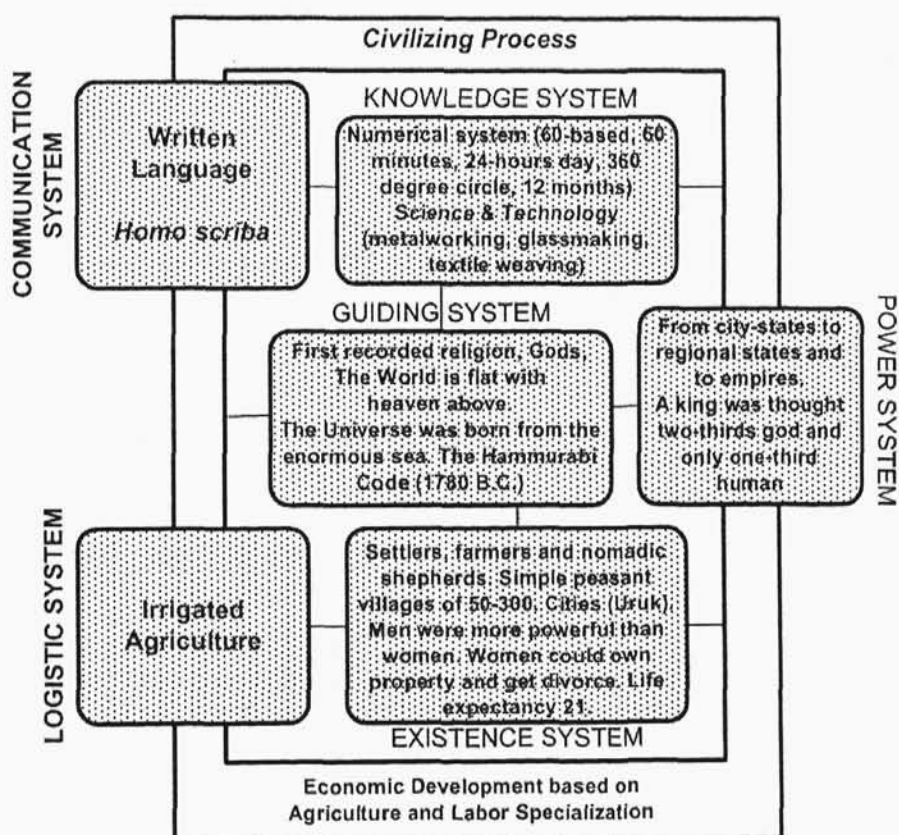 Civilizing Process
COMMUNICATION
SYSTEM
Written
Language
Homo scriba
KNOWLEDGE SYSTEM
Numerical system (60-based, 60
minutes, 24-hours day, 360
degree circle, 12 months)
Science & Technology
(metalworking, glassmaking,
textile weaving)
GUIDING SYSTEM
First recorded religion, Gods,
The World is flat with
heaven above.
The Universe was born from the
enormous sea. The Hammurabi
Code (1780 B.C.)
POWER SYSTEM
From city-states to
regional states and
to empires.
A king was thought
two-thirds god and
only one-third
human
LOGISTIC SYSTEM
Irrigated
Agriculture
Settlers, farmers and nomadic
shepherds. Simple peasant
villages of 50-300, Cities (Uruk).
Men were more powerful than
women. Women could own
property and get divorce. Life
expectancy 21.
EXISTENCE SYSTEM
Economic Development based on
Agriculture and Labor Specialization